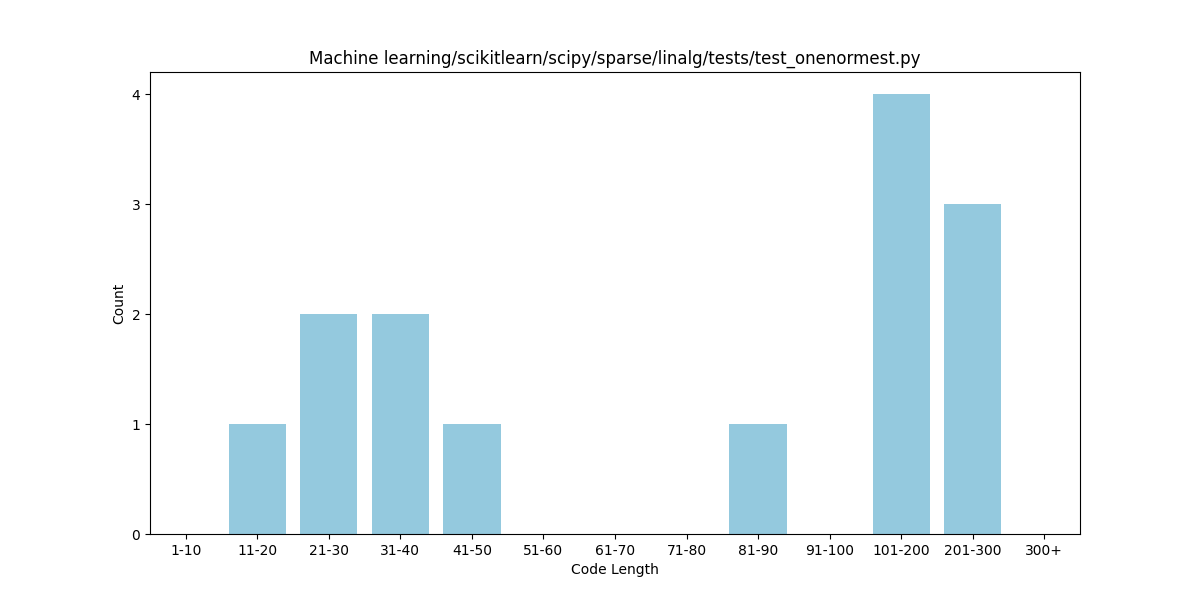 Machine learning/scikitlearn/scipy/sparse/linalg/tests/test_onenormest.py
4
3
2
1
0
Count
1-10 11-20 21-30 31-40 41-50 51-60 61-70 71-80 81-90 91-100 101-200 201-300 300+
Code Length